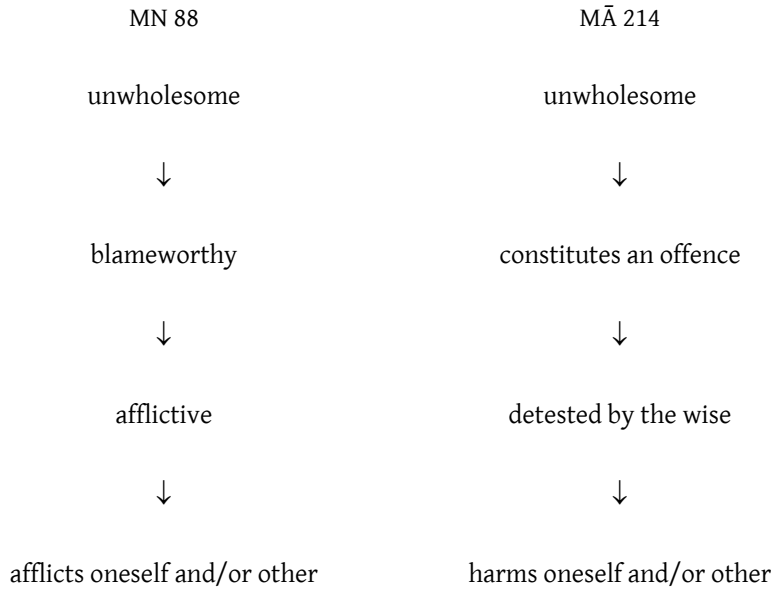 MN 88 MĀ 214
unwholesome unwholesome
↓ ↓
blameworthy constitutes an offence
↓ ↓
afflictive detested by the wise
↓ ↓
afflicts oneself and/or other harms oneself and/or other